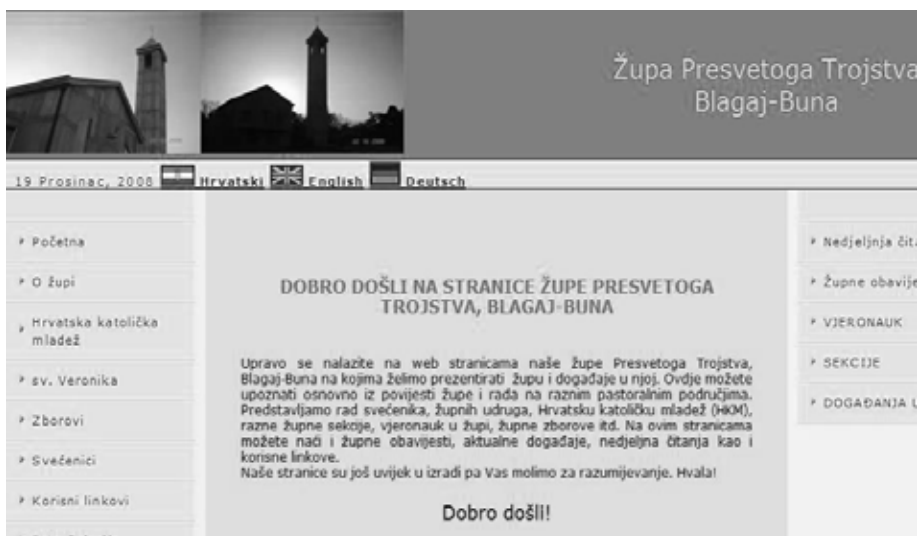 Župa Presvetoga Trojstva
Blagaj-Buna
19 Prosinac, 2008 Hrvatski English Deutsch
Početna
O župi
Hrvatska katolička
mladež
sv. Veronika
Zborovi
Svećenici
Korisni linkovi
DOBRO DOŠLI NA STRANICE ŽUPE PRESVETOGA
TROJSTVA, BLAGAJ-BUNA
Upravo se nalazite na web stranicama naše župe Presvetoga Trojstva,
Blagaj-Buna na kojima želimo prezentirati župu i događaje u njoj. Ovdje možete
upoznati osnovno iz povijesti župe i rada na raznim pastoralnim područjima.
Predstavljamo rad svećenika, župnih udruga, Hrvatsku katoličku mladež (HKM),
razne župne sekcije, vjeronauk u župi, župne zborove itd. Na ovim stranicama
možete naći i župne obavijesti, aktualne događaje, nedjeljna čitanja kao i
korisne linkove.
Naše stranice su još uvijek u izradi pa Vas molimo za razumijevanje. Hvala!
Dobro došli!
Nedjeljnja čit
Župne obavije
VJERONAUK
SEKCIJE
DOGAĐANJA U